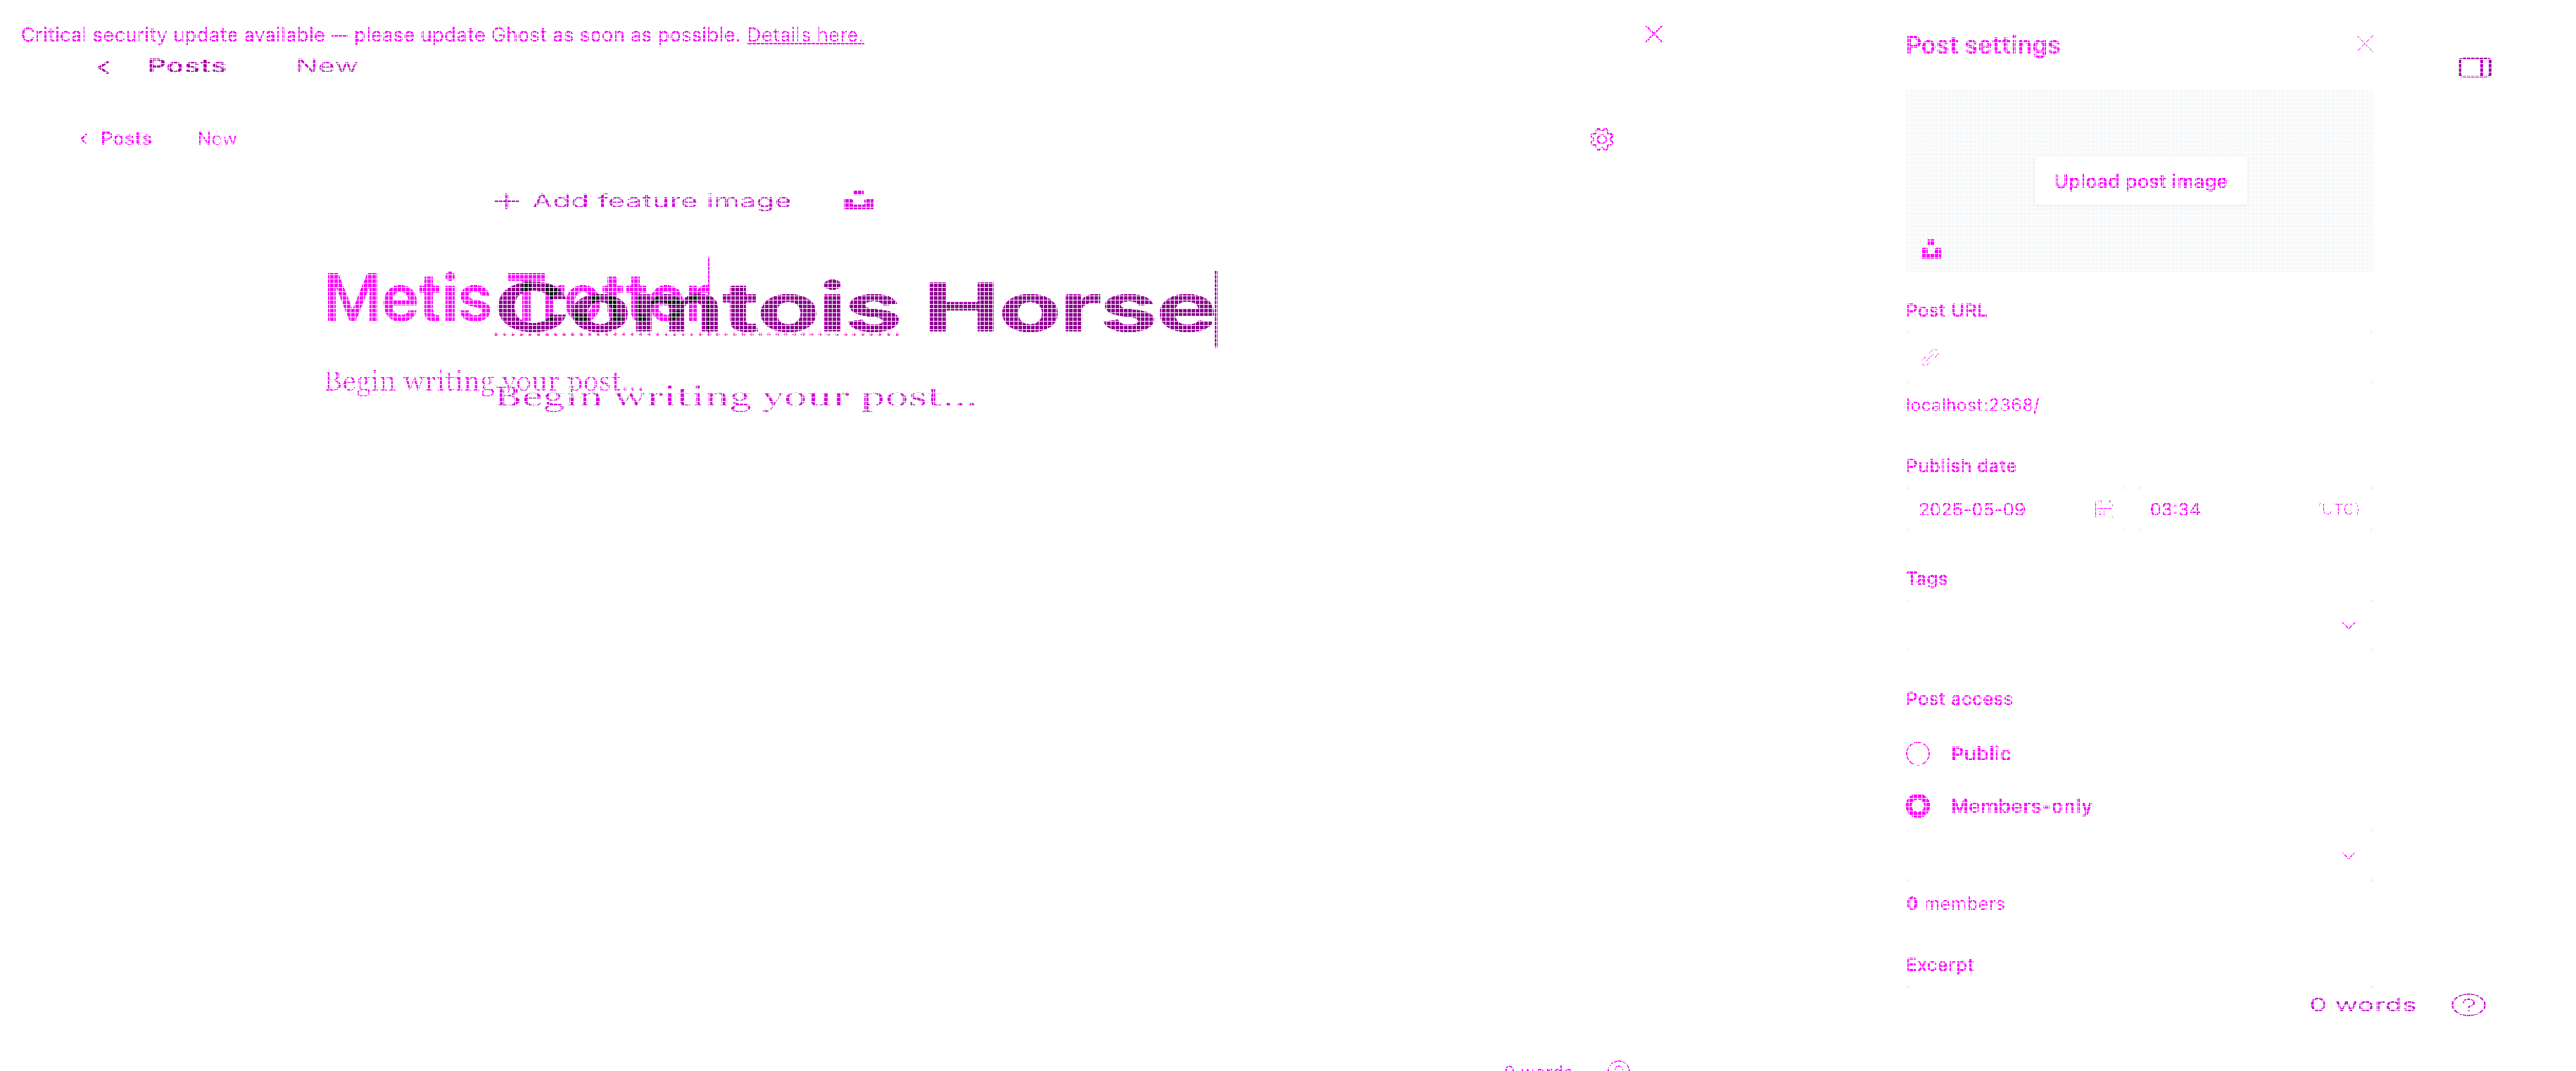 Critical security update available — please update Ghost as soon as possible. Details here.
Posts New
Posts New
Add feature image
Metis Trotter
Comtois Horse
Begin writing your post...
Begin writing your post...
0 words
Post settings
Upload post image
Post URL
localhost:2368/
Publish date
2025-05-09 03:34 (UTC)
Tags
Post access
Public
Members-only
0 members
Excerpt
0 words